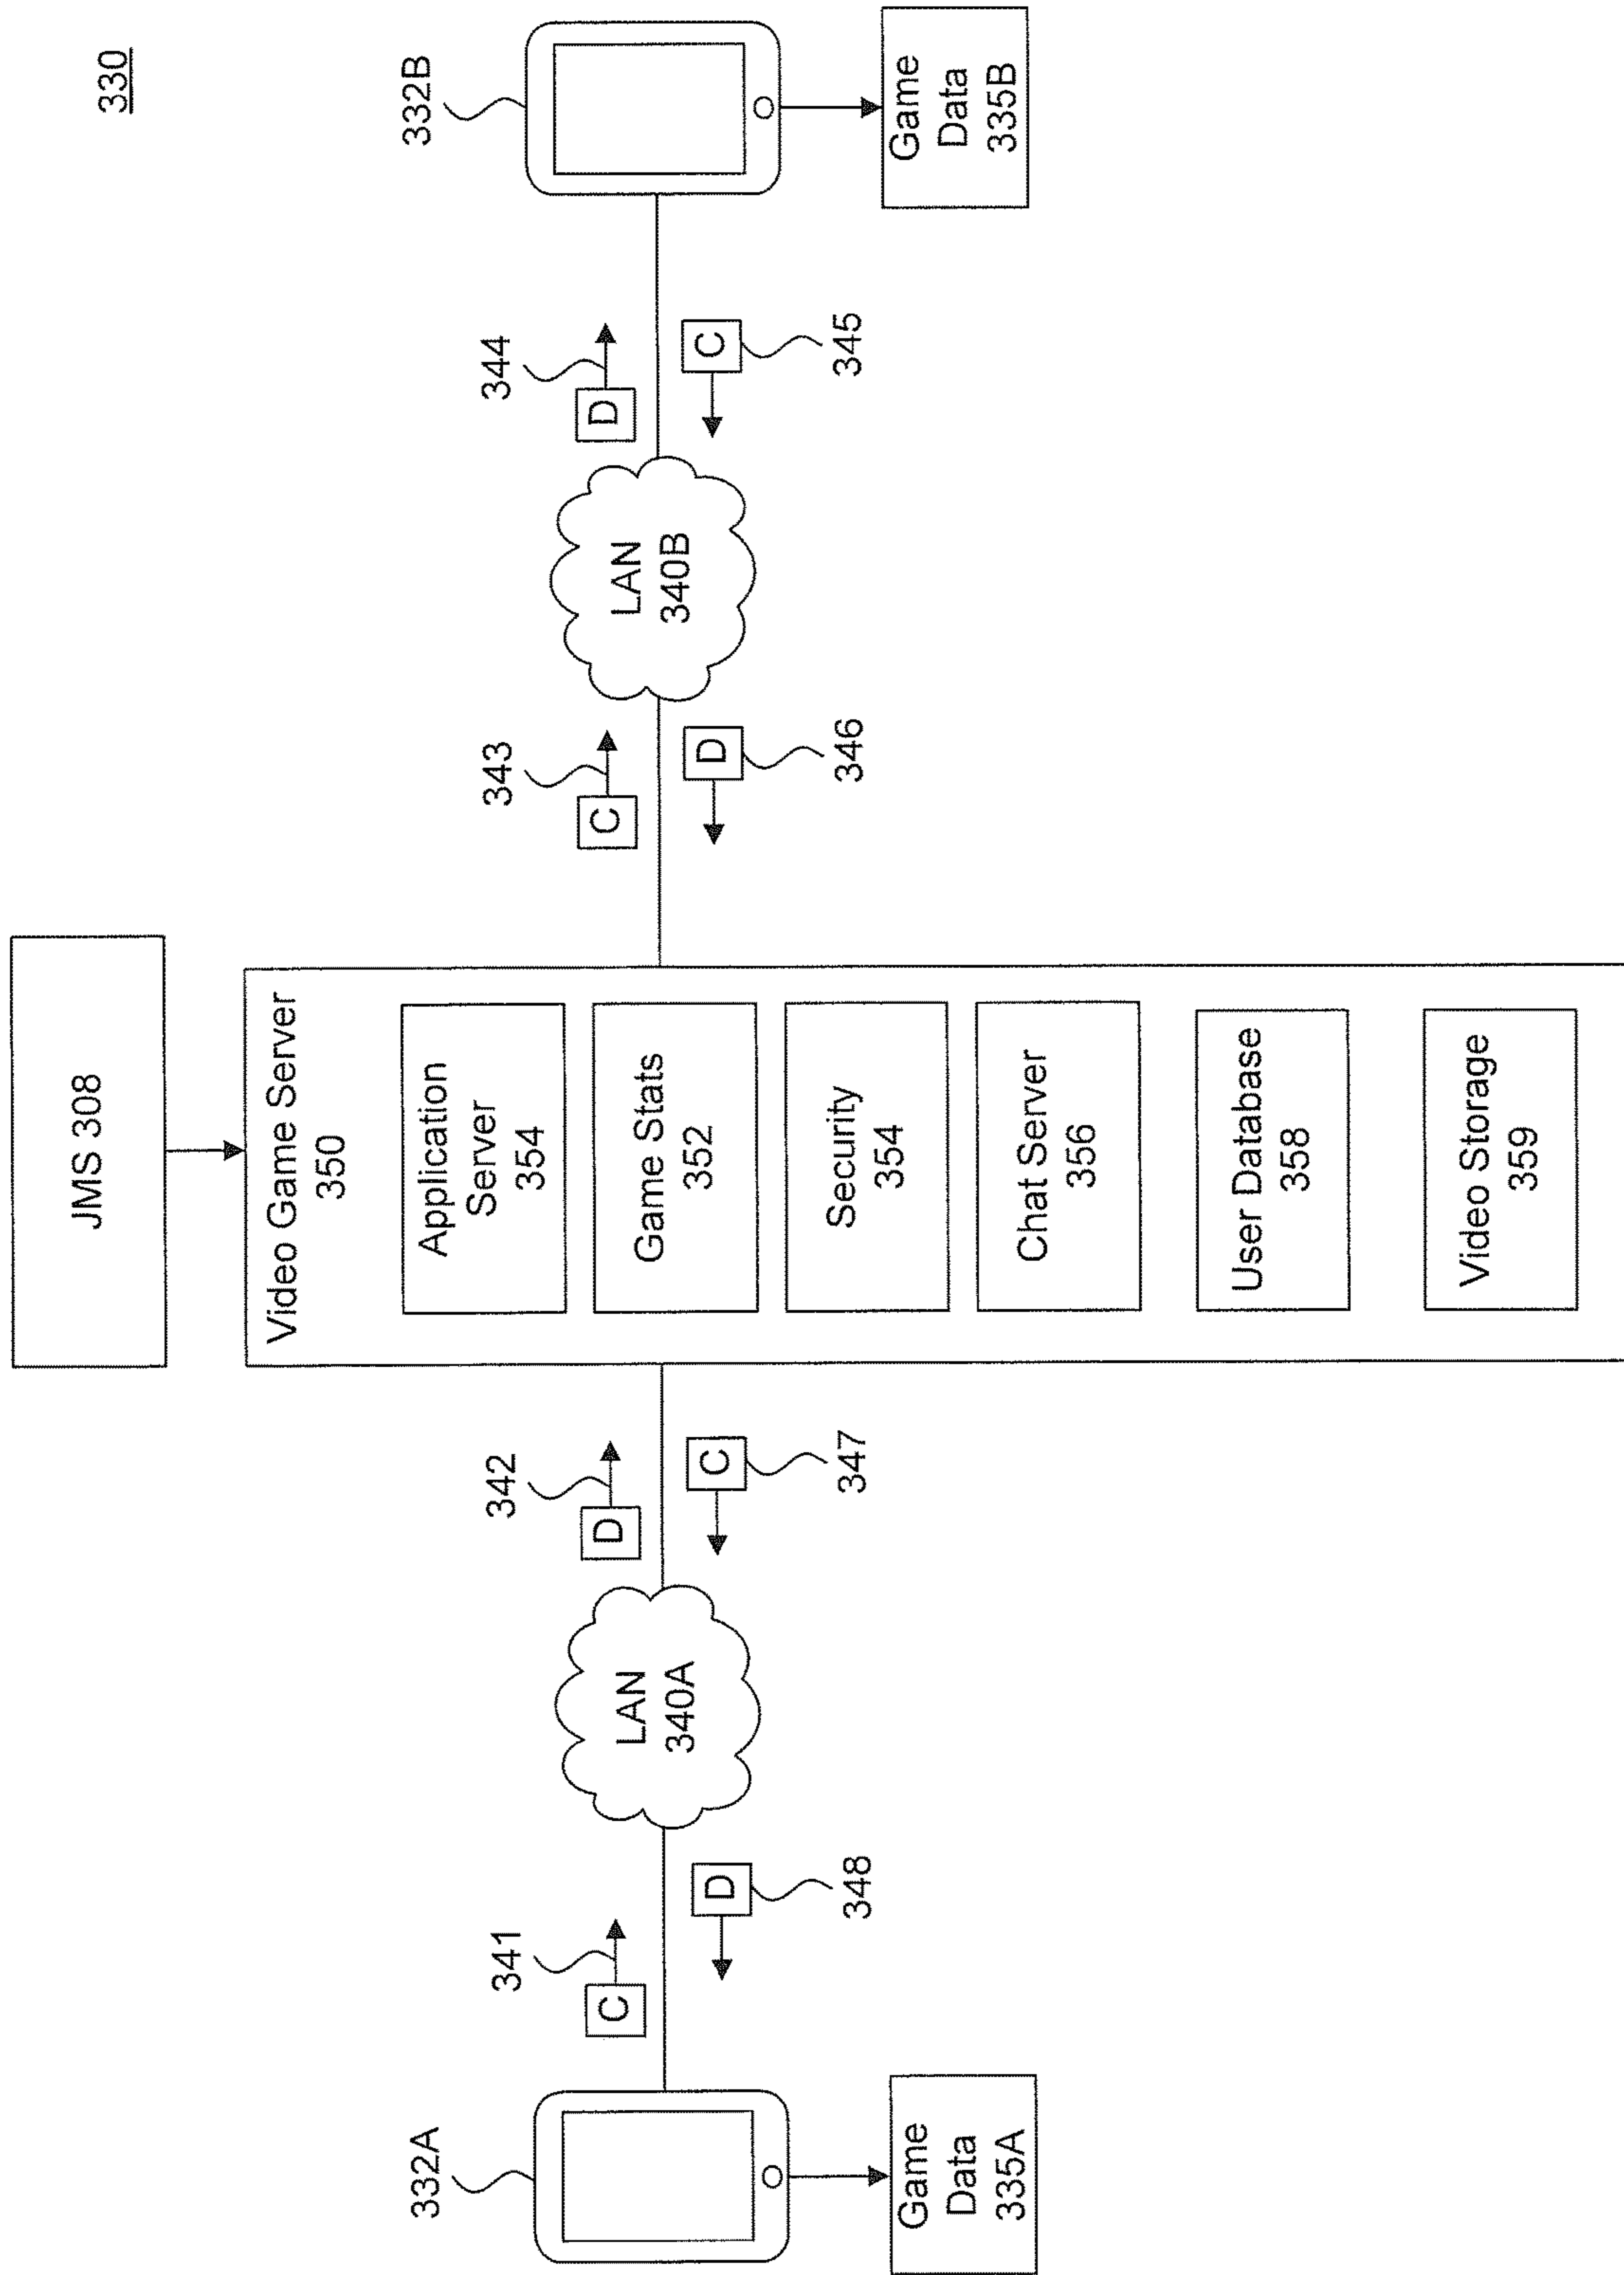 330
JMS 308
Video Game Server
350
Application
Server
354
Game Stats
352
Security
354
Chat Server
356
User Database
358
Video Storage
359
332A
Game
Data
335A
341
C
D
348
LAN
340A
342
D
C
347
343
C
D
346
LAN
340B
344
D
C
345
332B
Game
Data
335B